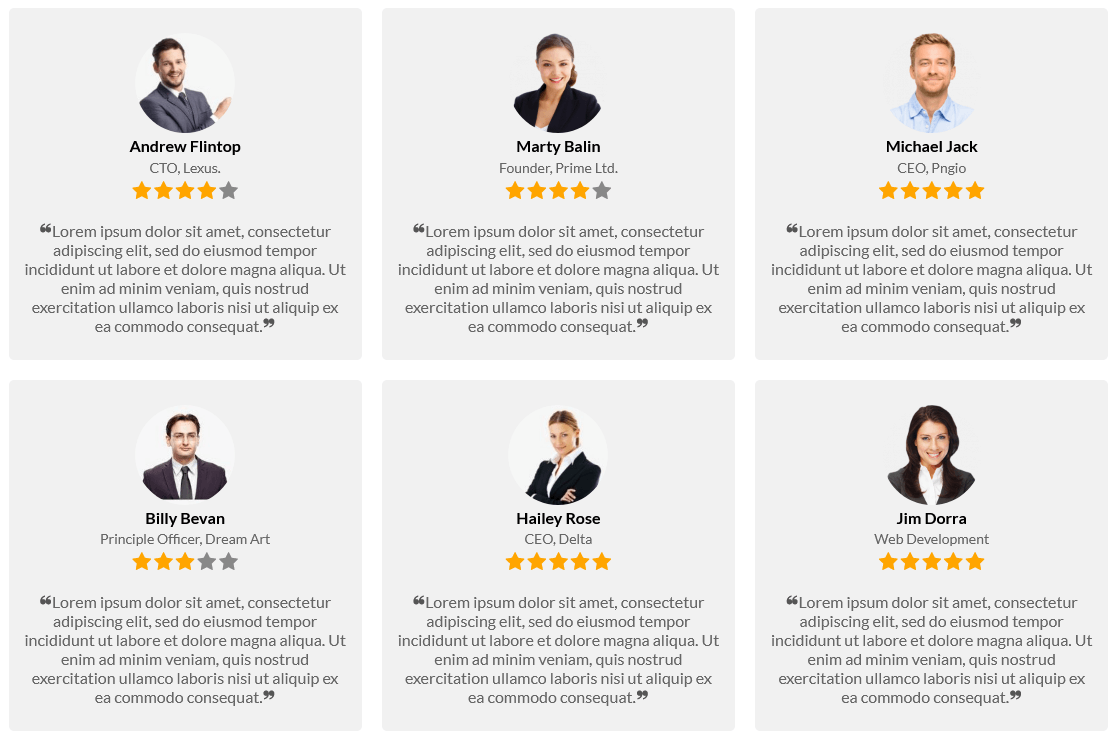 Andrew Flintop
CTO, Lexus.
❝Lorem ipsum dolor sit amet, consectetur
adipiscing elit, sed do eiusmod tempor
incididunt ut labore et dolore magna aliqua. Ut
enim ad minim veniam, quis nostrud
exercitation ullamco laboris nisi ut aliquip ex
ea commodo consequat.❞
Marty Balin
Founder, Prime Ltd.
❝Lorem ipsum dolor sit amet, consectetur
adipiscing elit, sed do eiusmod tempor
incididunt ut labore et dolore magna aliqua. Ut
enim ad minim veniam, quis nostrud
exercitation ullamco laboris nisi ut aliquip ex
ea commodo consequat.❞
Michael Jack
CEO, Pngio
❝Lorem ipsum dolor sit amet, consectetur
adipiscing elit, sed do eiusmod tempor
incididunt ut labore et dolore magna aliqua. Ut
enim ad minim veniam, quis nostrud
exercitation ullamco laboris nisi ut aliquip ex
ea commodo consequat.❞
Billy Bevan
Principle Officer, Dream Art
❝Lorem ipsum dolor sit amet, consectetur
adipiscing elit, sed do eiusmod tempor
incididunt ut labore et dolore magna aliqua. Ut
enim ad minim veniam, quis nostrud
exercitation ullamco laboris nisi ut aliquip ex
ea commodo consequat.❞
Hailey Rose
CEO, Delta
❝Lorem ipsum dolor sit amet, consectetur
adipiscing elit, sed do eiusmod tempor
incididunt ut labore et dolore magna aliqua. Ut
enim ad minim veniam, quis nostrud
exercitation ullamco laboris nisi ut aliquip ex
ea commodo consequat.❞
Jim Dorra
Web Development
❝Lorem ipsum dolor sit amet, consectetur
adipiscing elit, sed do eiusmod tempor
incididunt ut labore et dolore magna aliqua. Ut
enim ad minim veniam, quis nostrud
exercitation ullamco laboris nisi ut aliquip ex
ea commodo consequat.❞